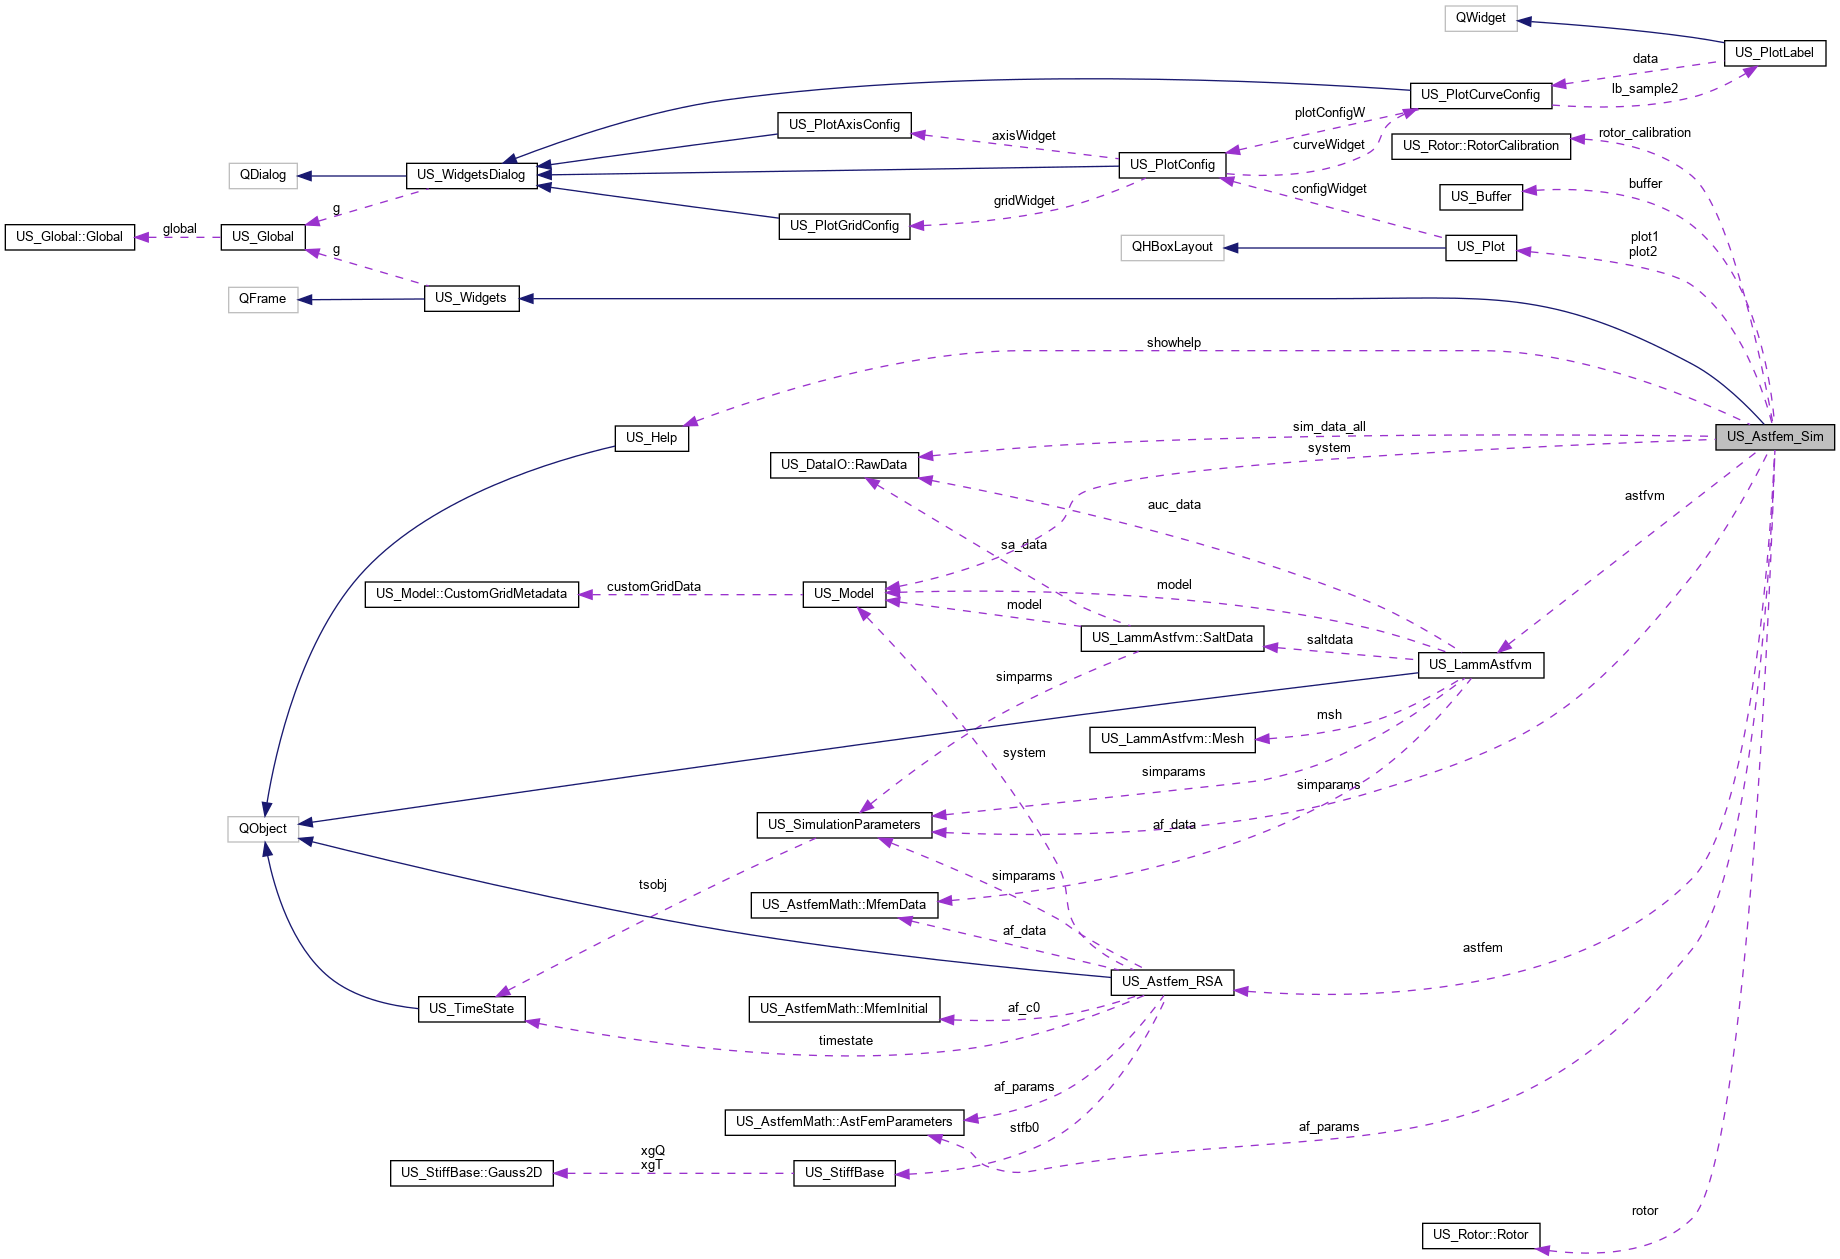 QWidget
US_PlotLabel
data
lb_sample2
US_PlotCurveConfig
plotConfigW
curveWidget
US_PlotAxisConfig
axisWidget
rotor_calibration
US_Rotor::RotorCalibration
US_PlotConfig
QDialog
US_WidgetsDialog
buffer
US_Buffer
configWidget
gridWidget
g
US_PlotGridConfig
global
US_Global::Global
US_Global
plot1
plot2
QHBoxLayout
US_Plot
g
QFrame
US_Widgets
showhelp
US_Help
sim_data_all
US_Astfem_Sim
system
US_DataIO::RawData
astfvm
auc_data
sa_data
customGridData
US_Model::CustomGridMetadata
US_Model
model
model
US_LammAstfvm::SaltData
saltdata
US_LammAstfvm
simparms
msh
US_LammAstfvm::Mesh
system
simparams
simparams
QObject
US_SimulationParameters
af_data
tsobj
simparams
US_AstfemMath::MfemData
af_data
astfem
US_Astfem_RSA
US_TimeState
US_AstfemMath::MfemInitial
af_c0
timestate
af_params
US_AstfemMath::AstFemParameters
stfb0
af_params
xgQ
xgT
US_StiffBase::Gauss2D
US_StiffBase
rotor
US_Rotor::Rotor